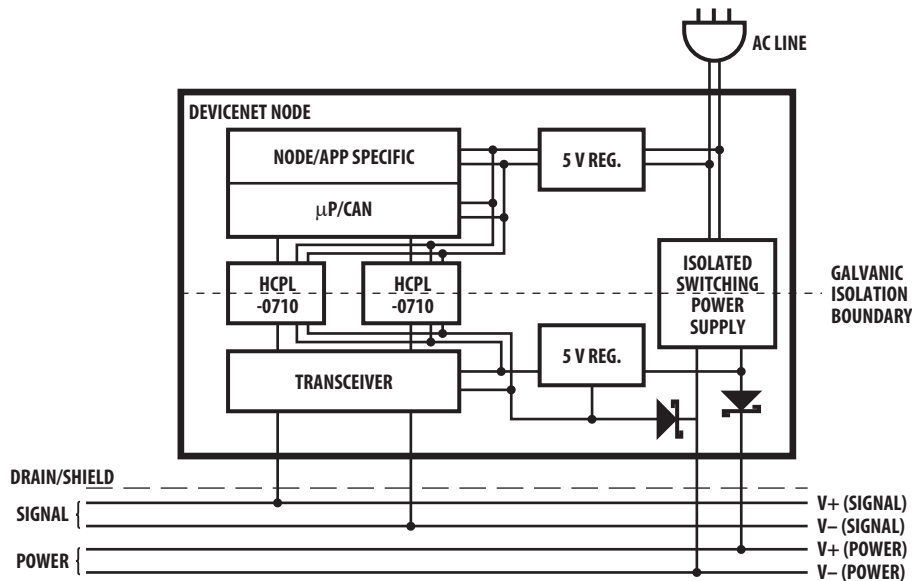 AC LINE
DEVICENET NODE
NODE/APP SPECIFIC
5 V REG.
μP/CAN
HCPL
-0710
HCPL
-0710
ISOLATED
SWITCHING
POWER
SUPPLY
GALVANIC
ISOLATION
BOUNDARY
5 V REG.
TRANSCEIVER
DRAIN/SHIELD
SIGNAL
V+ (SIGNAL)
V– (SIGNAL)
POWER
V+ (POWER)
V– (POWER)